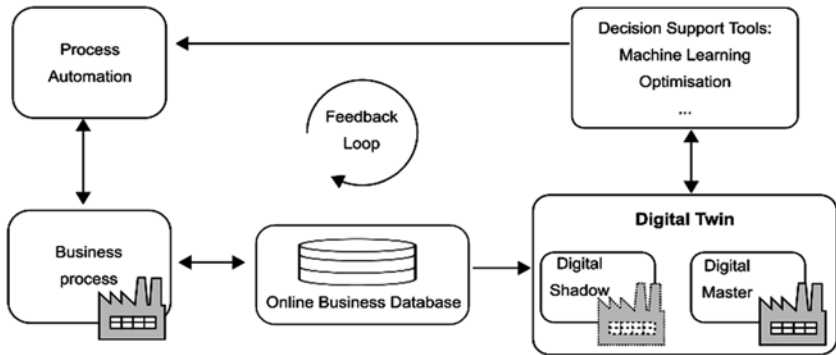 Process
Automation
Decision Support Tools:
Machine Learning
Optimisation
...
Feedback
Loop
Business
process
Online Business Database
Digital Twin
Digital
Shadow
Digital
Master